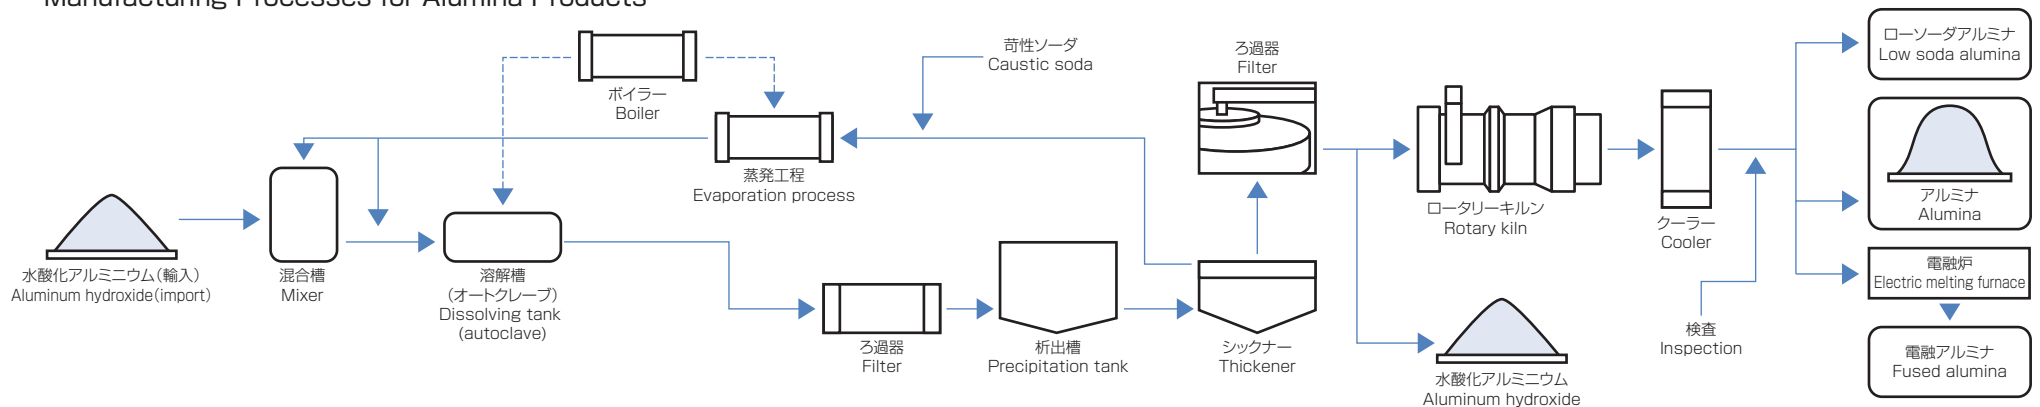 Manufacturing Processes for Alumina Products
ボイラー
Boiler
苛性ソーダ
Caustic soda
ろ過器
Filter
ローソーダアルミナ
Low soda alumina
蒸発工程
Evaporation process
ロータリーキルン
Rotary kiln
クーラー
Cooler
アルミナ
Alumina
水酸化アルミニウム(輸入)
Aluminum hydroxide(import)
混合槽
Mixer
溶解槽
(オートクレーブ)
Dissolving tank
(autoclave)
電融炉
Electric melting furnace
ろ過器
Filter
析出槽
Precipitation tank
シックナー
Thickener
水酸化アルミニウム
Aluminum hydroxide
検査
Inspection
電融アルミナ
Fused alumina